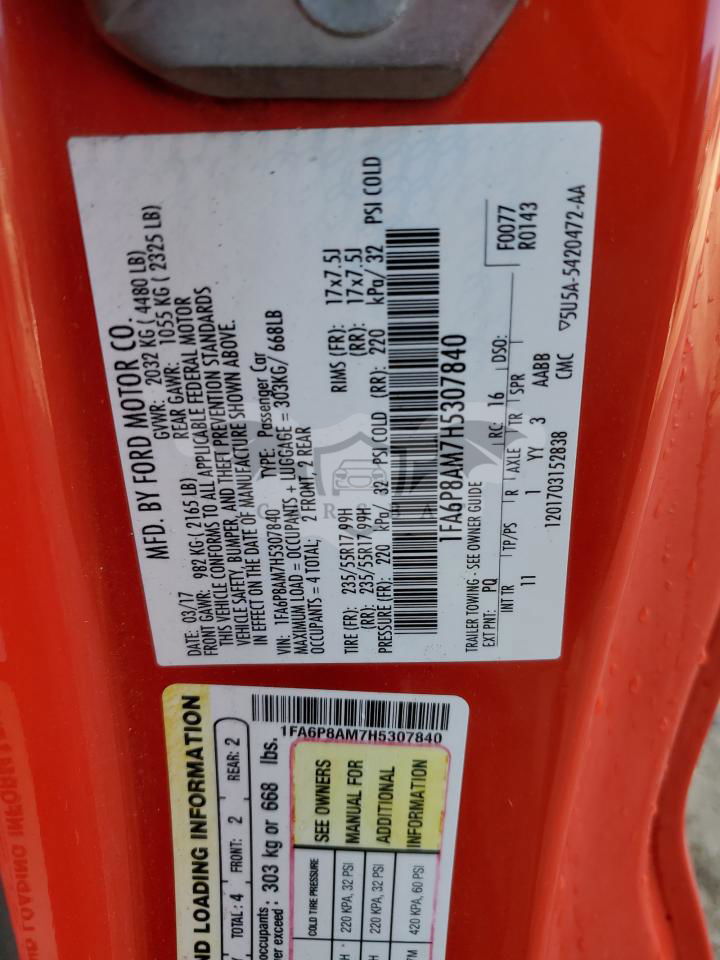 MFD. BY FORD MOTOR CO.
DATE: 03/17 GVWR: 2032 KG ( 4480 LB)
FRONT GAWR: 982 KG ( 2165 LB) REAR GAWR: 1055 KG ( 2325 LB)
THIS VEHICLE CONFORMS TO ALL APPLICABLE FEDERAL MOTOR
VEHICLE SAFETY, BUMPER, AND THEFT PREVENTION STANDARDS
IN EFFECT ON THE DATE OF MANUFACTURE SHOWN ABOVE.
VIN: 1FA6P8AM7H5307840 TYPE: Passenger Car
MAXIMUM LOAD = OCCUPANTS + LUGGAGE = 303KG/ 668LB
OCCUPANTS = 4 TOTAL; 2 FRONT, 2 REAR
TIRE (FR): 235/55R17 99H RIMS (FR): 17x7.5J
(RR): 235/55R17 99H (RR): 17x7.5J
PRESSURE (FR): 220 kPa/ 32 PSI COLD (RR): 220 kPa/ 32 PSI COLD
1FA6P8AM7H5307840
TRAILER TOWING - SEE OWNER GUIDE
EXT PNT: PQ RC: 16 DSO: F0077
R0143
INT TR TP/PS R AXLE TR SPR
11 1 YY 3 AABB
1201703152838 CMC ▽5U5A-5420472-AA
ND LOADING INFORMATION
TOTAL: 4 FRONT: 2 REAR: 2
occupants : 303 kg or 668 lbs.
ver exceed :
1FA6P8AM7H5307840
COLD TIRE PRESSURE SEE OWNERS
220 KPA, 32 PSI MANUAL FOR
220 KPA, 32 PSI ADDITIONAL
420 KPA, 60 PSI INFORMATION